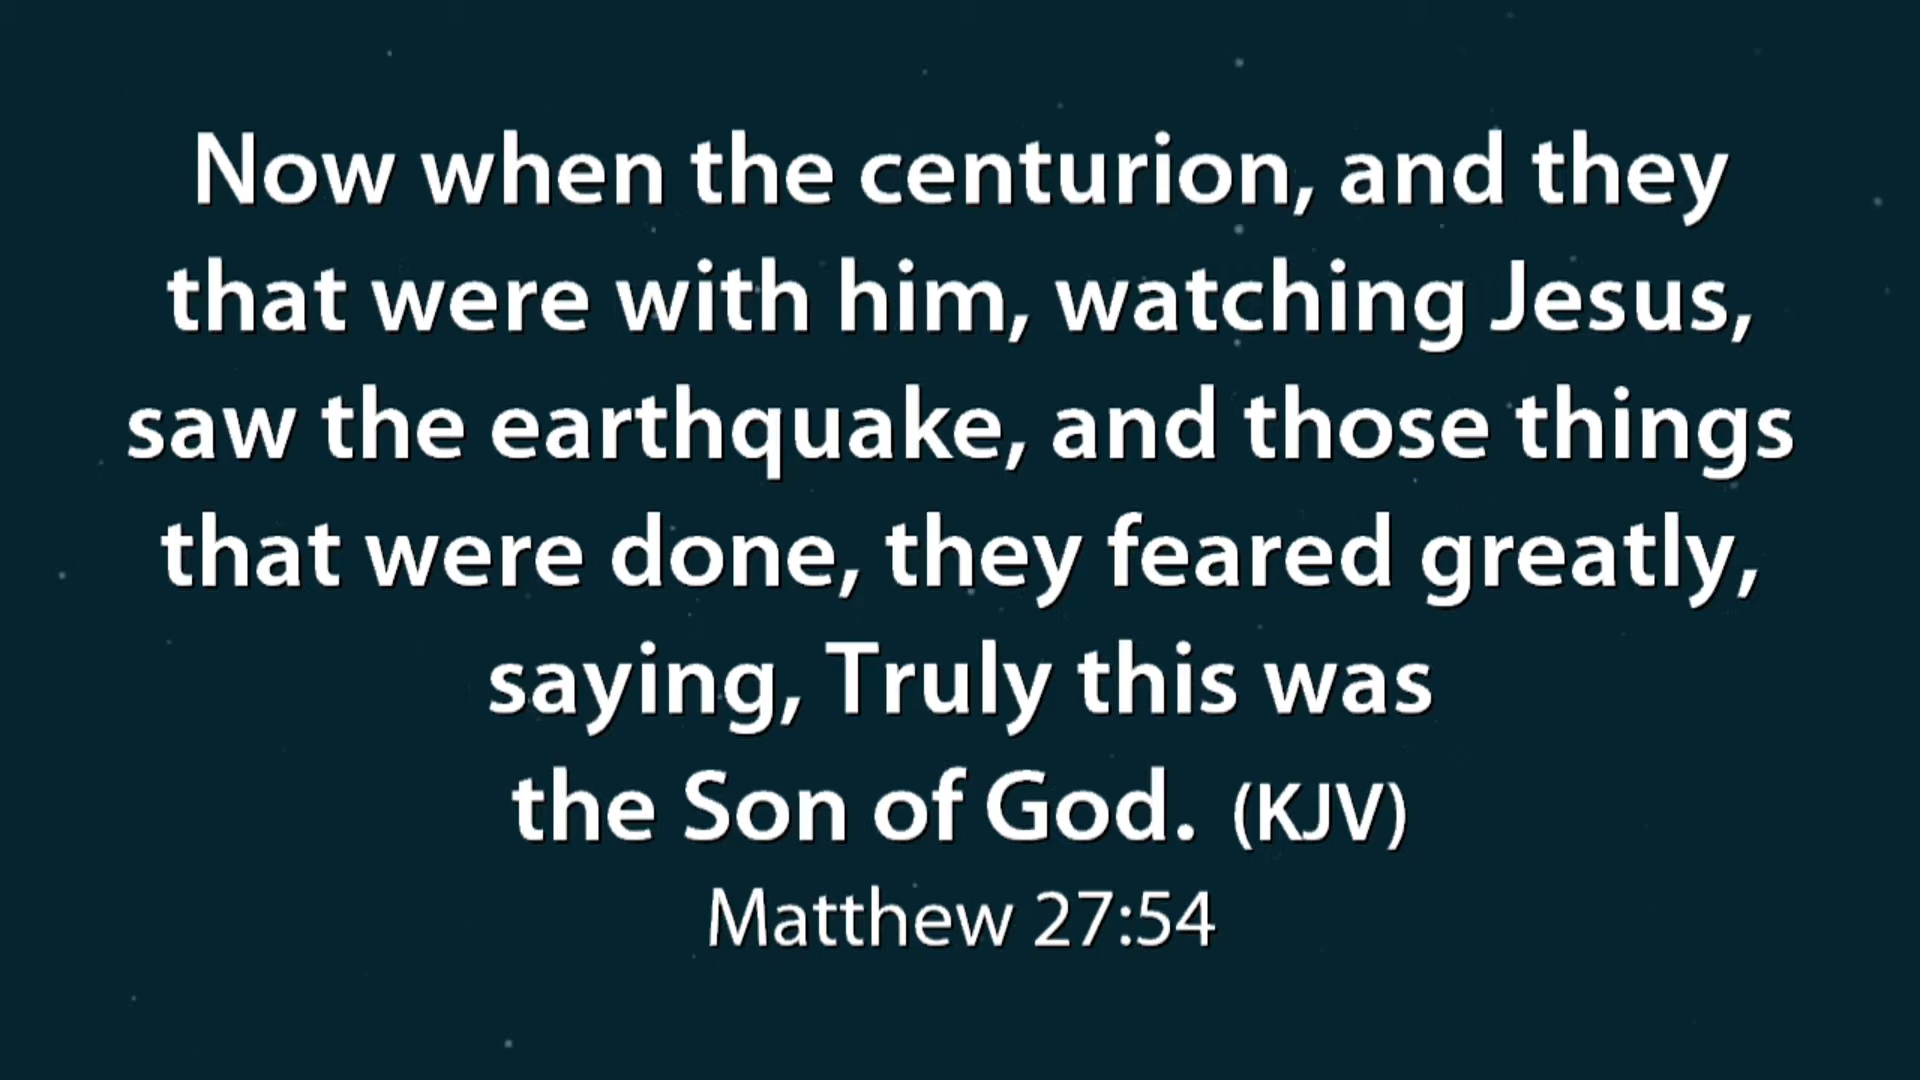 Now when the centurion, and they
that were with him, watching Jesus,
saw the earthquake, and those things
that were done, they feared greatly,
saying, Truly this was
the Son of God. (KJV)
Matthew 27:54